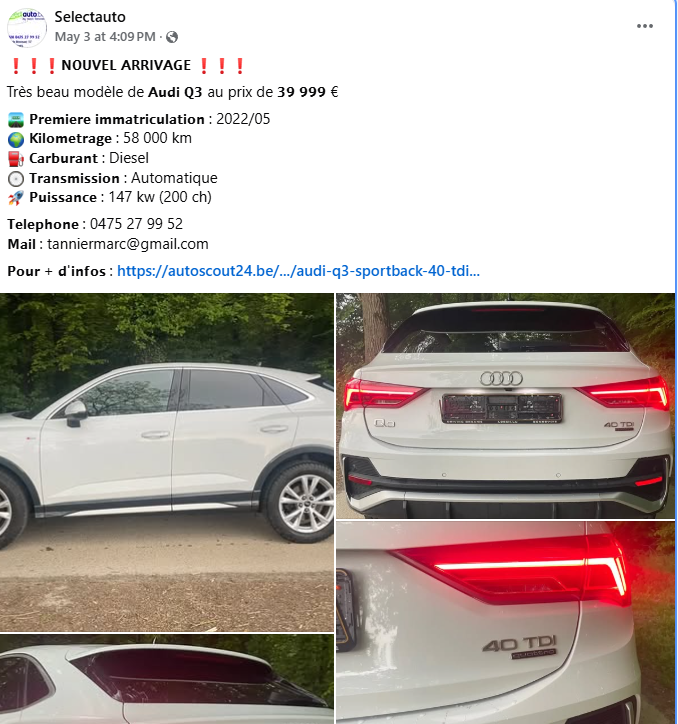 Selectauto
May 3 at 4:09 PM ·
❗❗❗NOUVEL ARRIVAGE ❗❗❗
Très beau modèle de Audi Q3 au prix de 39 999 €
Premiere immatriculation : 2022/05
Kilometrage : 58 000 km
Carburant : Diesel
Transmission : Automatique
Puissance : 147 kw (200 ch)
Telephone : 0475 27 99 52
Mail : tanniermarc@gmail.com
Pour + d'infos : https://autoscout24.be/.../audi-q3-sportback-40-tdi...
Q3
40 TDI
40 TDI
quattro